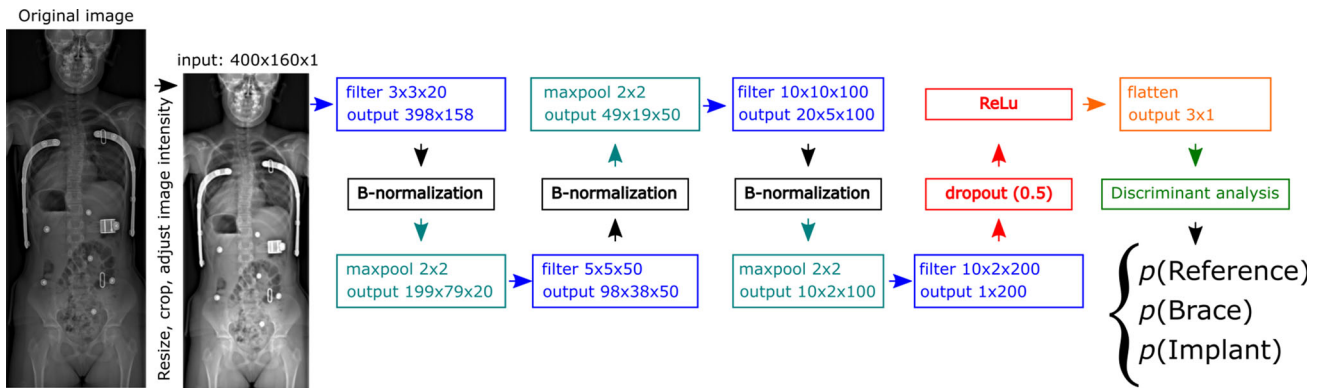 Original image
Resize, crop, adjust image intensity
input: 400x160x1
filter 3x3x20
output 398x158
B-normalization
maxpool 2x2
output 199x79x20
filter 5x5x50
output 98x38x50
B-normalization
maxpool 2x2
output 49x19x50
filter 10x10x100
output 20x5x100
B-normalization
maxpool 2x2
output 10x2x100
filter 10x2x200
output 1x200
dropout (0.5)
ReLu
flatten
output 3x1
Discriminant analysis
p(Reference)
p(Brace)
p(Implant)